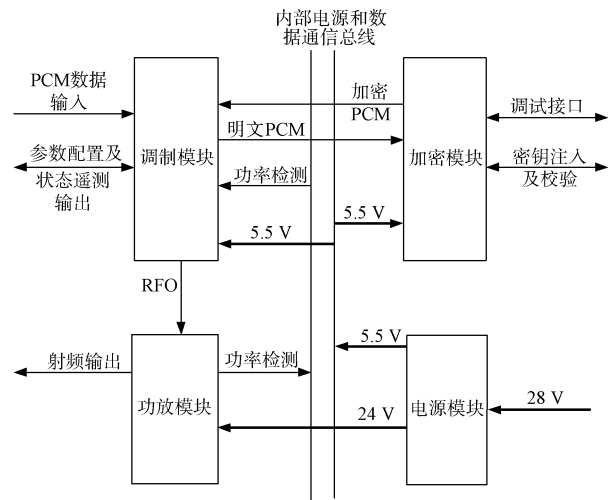 内部电源和数
据通信总线
PCM数据
输入
参数配置及
状态遥测
输出
调制模块
加密
PCM
明文PCM
功率检测
5.5 V
5.5 V
加密模块
调试接口
密钥注入
及校验
RFO
射频输出
功放模块
功率检测
5.5 V
24 V
电源模块
28 V